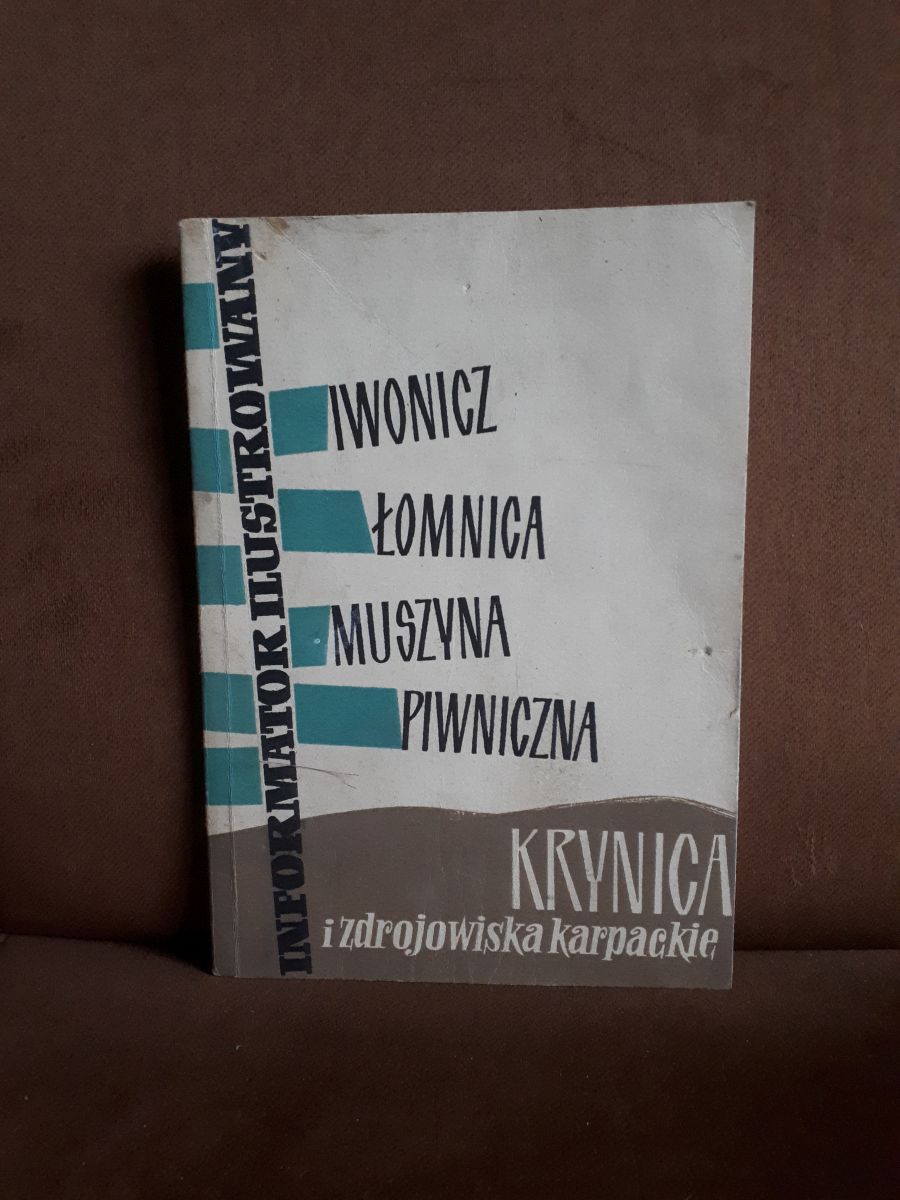 INFORMATOR ILUSTROWANY
IWONICZ
ŁOMNICA
MUSZYNA
PIWNICZNA
KRYNICA
i zdrojowiska karpackie